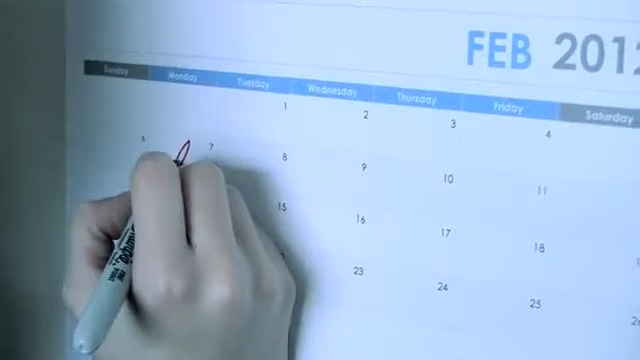 FEB 2012
Sunday Monday Tuesday Wednesday Thursday Friday Saturday
1 2 3 4
6 7 8 9 10 11
15 16 17 18
23 24 25